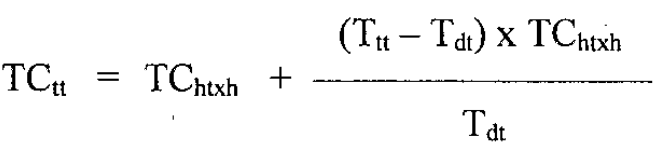 TC_tt = TC_htxh + (T_tt – T_dt) x TC_htxh
T_dt